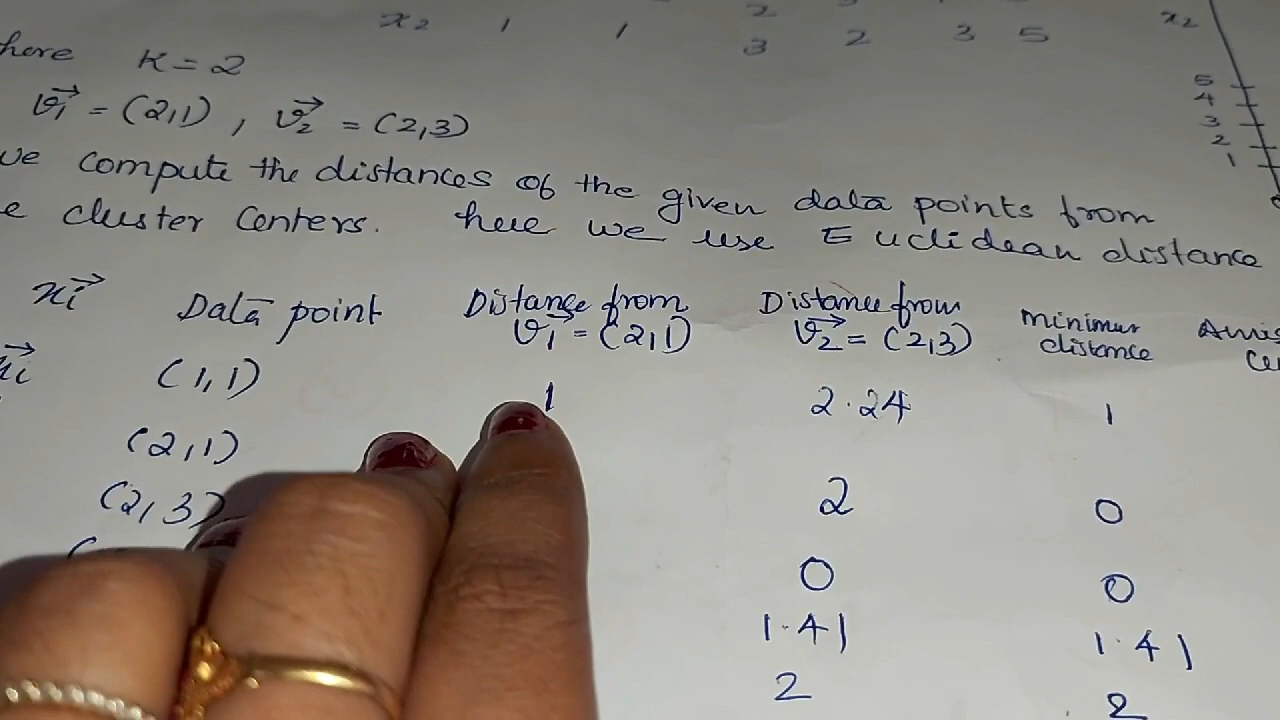 x2 1 1 2 3
3 2 3 5 x2
here K = 2
v1 = (2,1), v2 = (2,3)
we compute the distances of the given data points from
e cluster centers. here we use Euclidean distance
5
4
3
2
1
xi Data point Distance from v1 = (2,1) Distance from v2 = (2,3) minimum distance
xi (1,1) 1 2.24 1
(2,1) 2 0
(2,3) 0 0
1.41 1.41
2 2